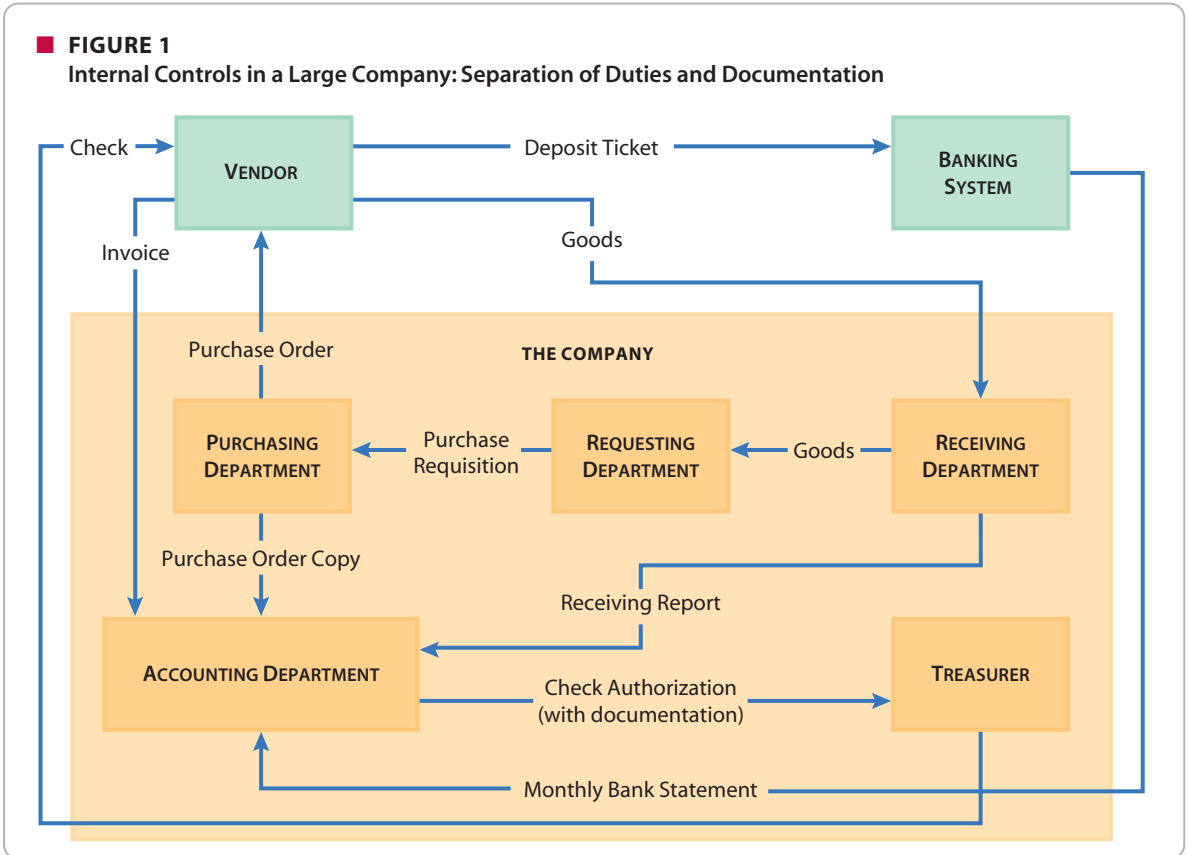 FIGURE 1
Internal Controls in a Large Company: Separation of Duties and Documentation
Check
VENDOR
Deposit Ticket
BANKING
SYSTEM
Invoice
Goods
Purchase Order
THE COMPANY
PURCHASING
DEPARTMENT
Purchase
Requisition
REQUESTING
DEPARTMENT
Goods
RECEIVING
DEPARTMENT
Purchase Order Copy
Receiving Report
ACCOUNTING DEPARTMENT
Check Authorization
(with documentation)
TREASURER
Monthly Bank Statement